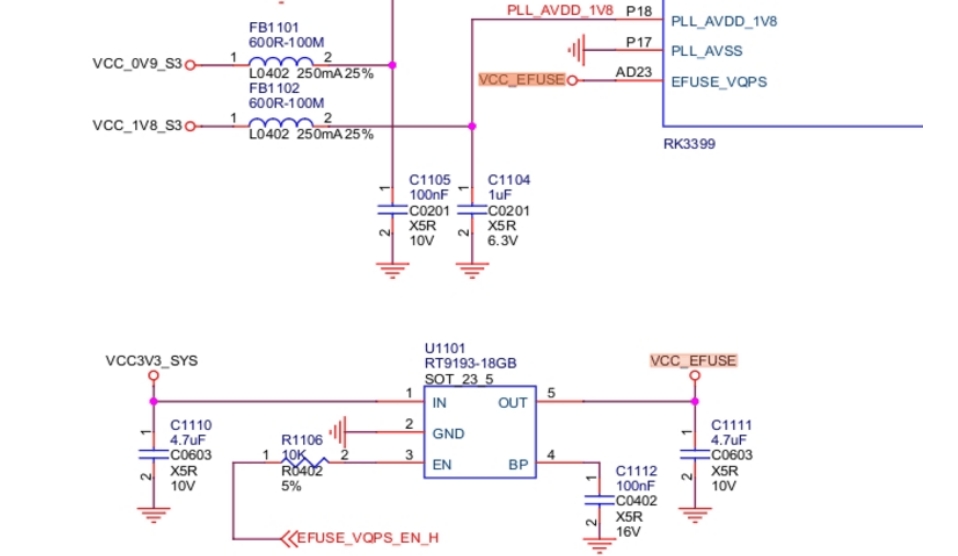 PLL_AVDD_1V8 P18 PLL_AVDD_1V8
FB1101
600R-100M
P17 PLL_AVSS
VCC_0V9_S3 1 2
L0402 250mA 25%
VCC_EFUSE AD23 EFUSE_VQPS
FB1102
600R-100M
VCC_1V8_S3 1 2
L0402 250mA 25%
RK3399
1 C1105
100nF
C0201
X5R
2 10V
1 C1104
1uF
C0201
X5R
2 6.3V
VCC3V3_SYS
U1101
RT9193-18GB
SOT_23_5
VCC_EFUSE
1 IN OUT 5
2 GND
3 EN BP 4
1 C1110
4.7uF
C0603
X5R
2 10V
R1106
1 10K 2
R0402
5%
1 C1112
100nF
C0402
X5R
2 16V
1 C1111
4.7uF
C0603
X5R
2 10V
EFUSE_VQPS_EN_H